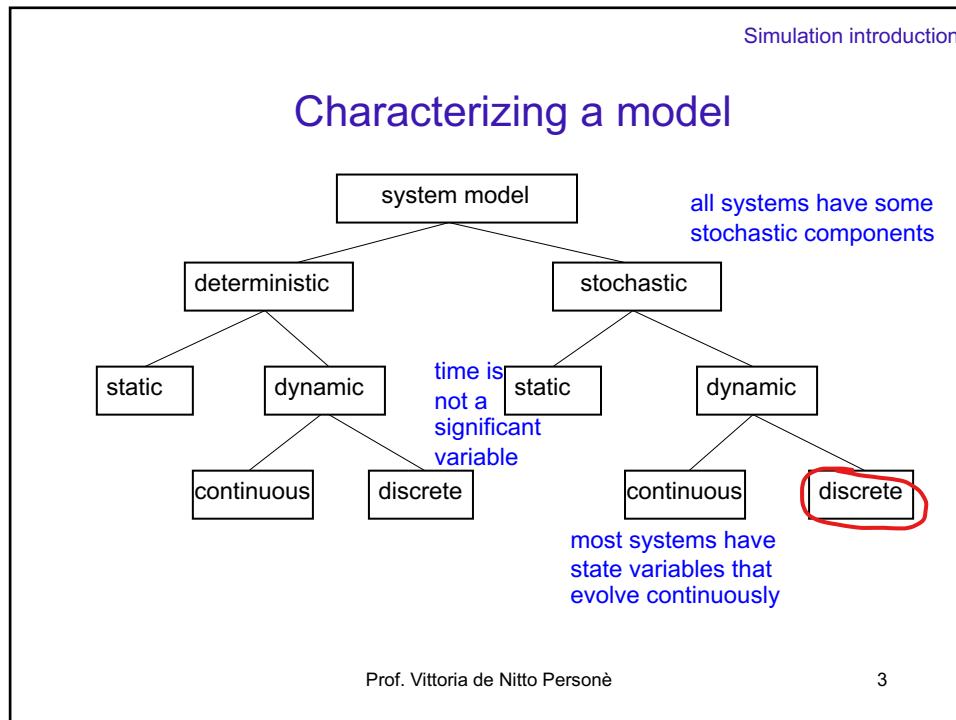 Simulation introduction
Characterizing a model
system model
all systems have some
stochastic components
deterministic
stochastic
static
dynamic
time is
not a
significant
variable
static
dynamic
continuous
discrete
continuous
discrete
most systems have
state variables that
evolve continuously
Prof. Vittoria de Nitto Personè
3